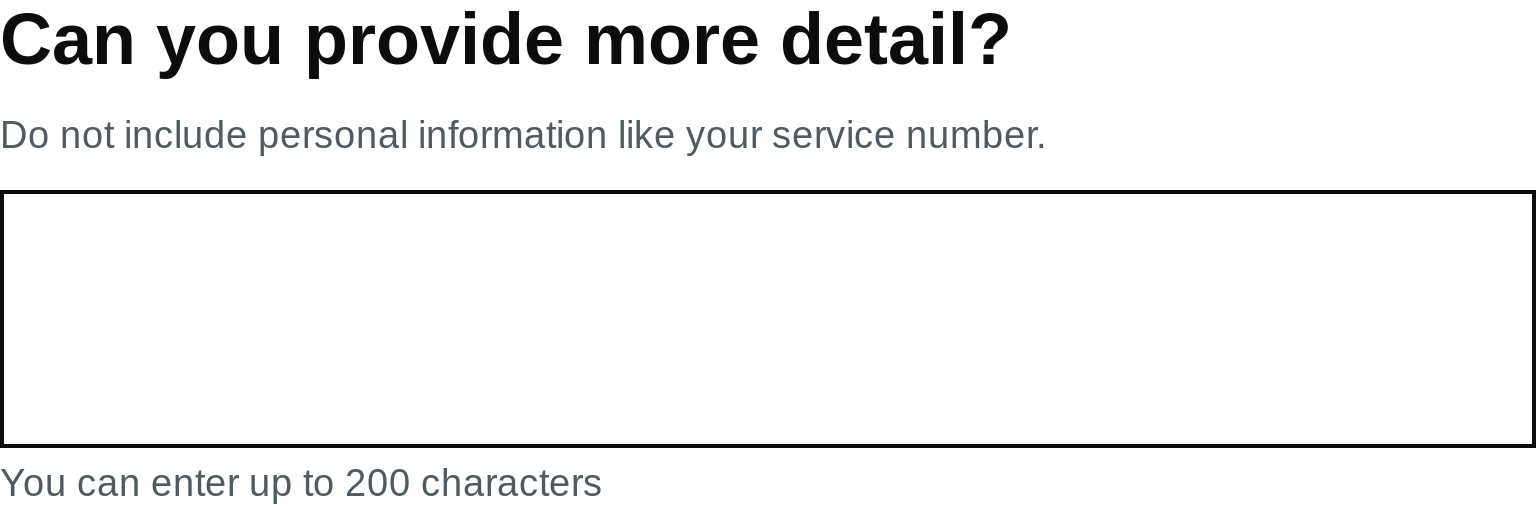 Can you provide more detail?
Do not include personal information like your service number.
You can enter up to 200 characters